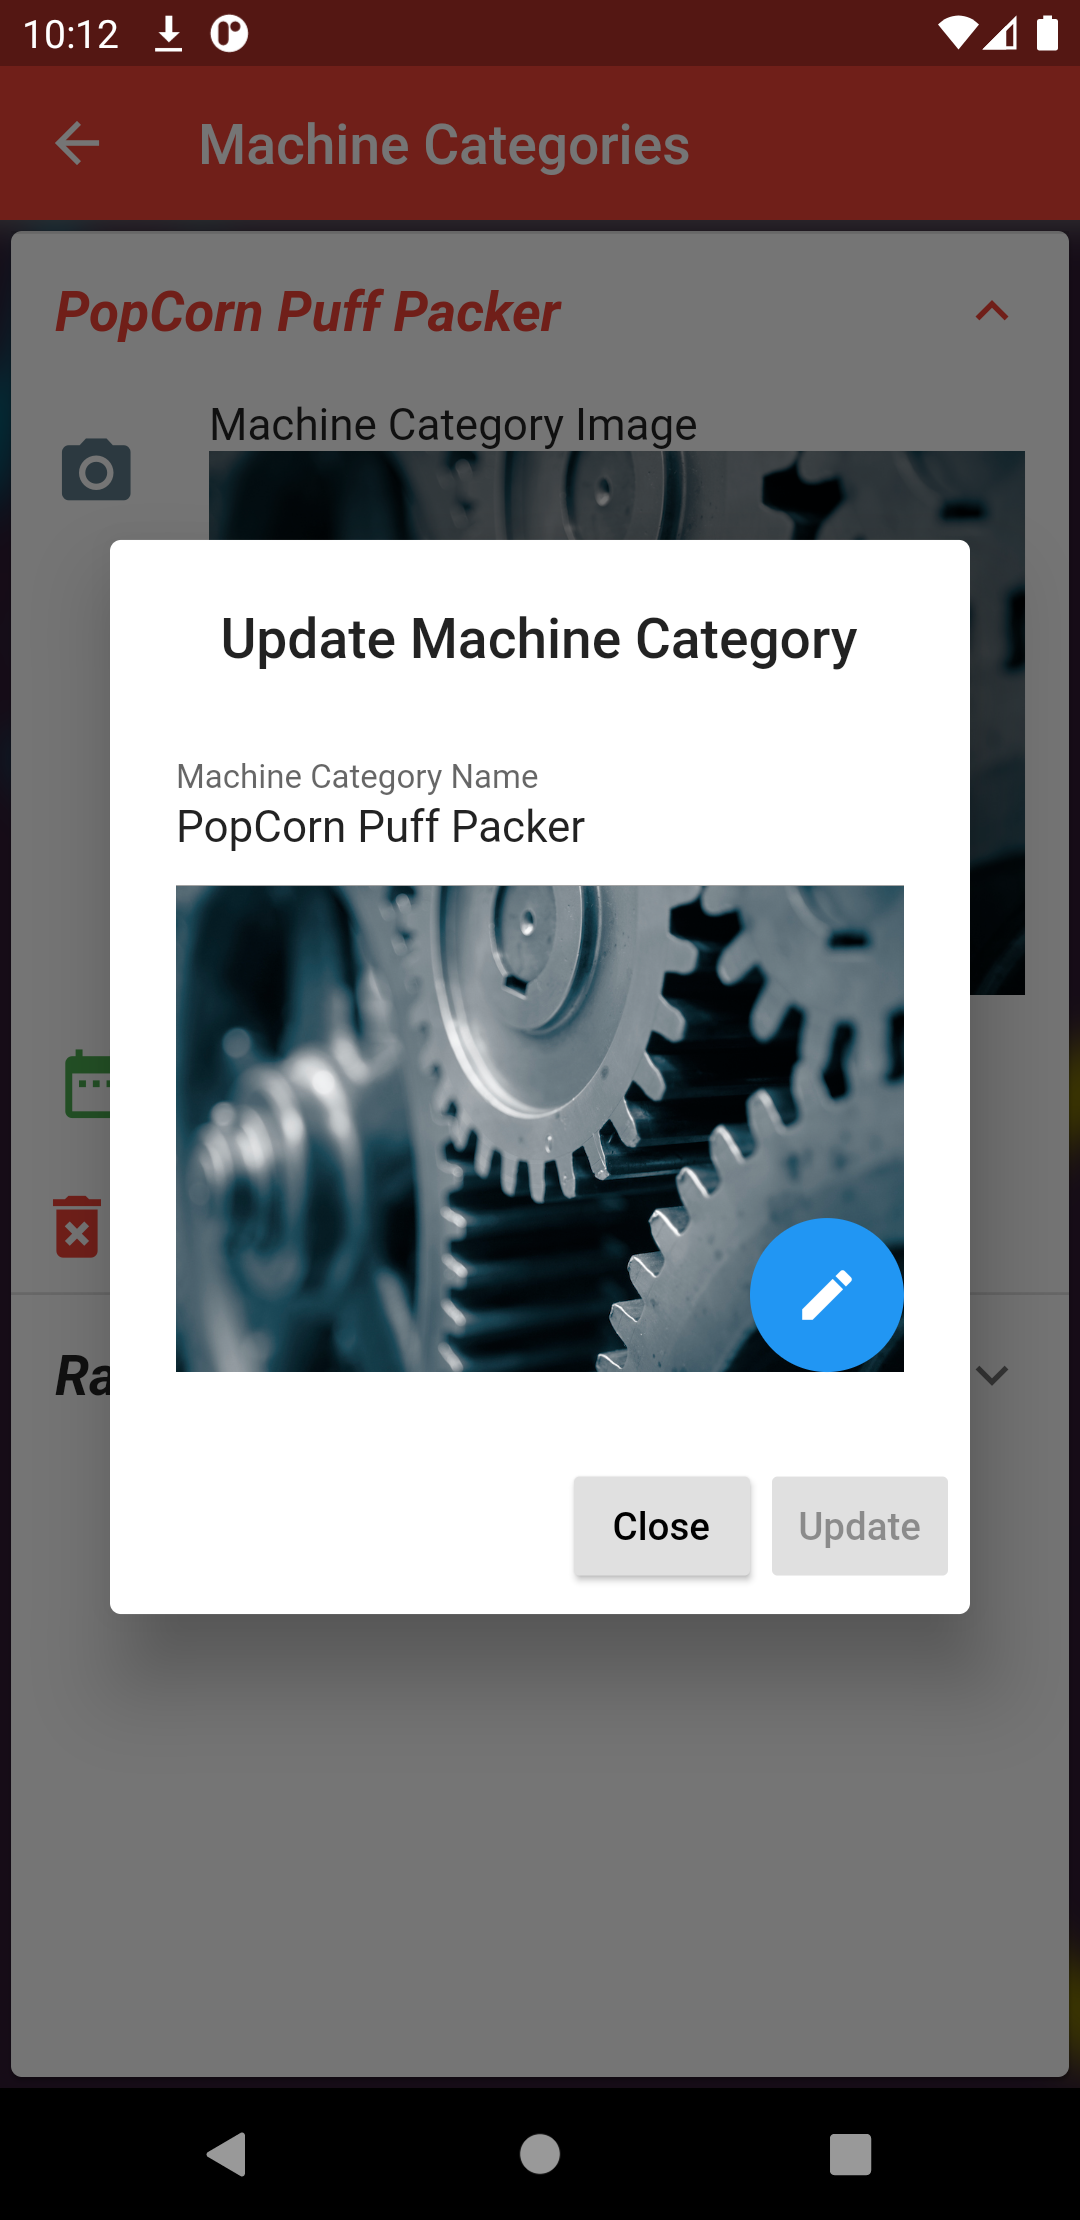 10:12
Machine Categories
PopCorn Puff Packer
Machine Category Image
Update Machine Category
Machine Category Name
PopCorn Puff Packer
Ra
Close
Update